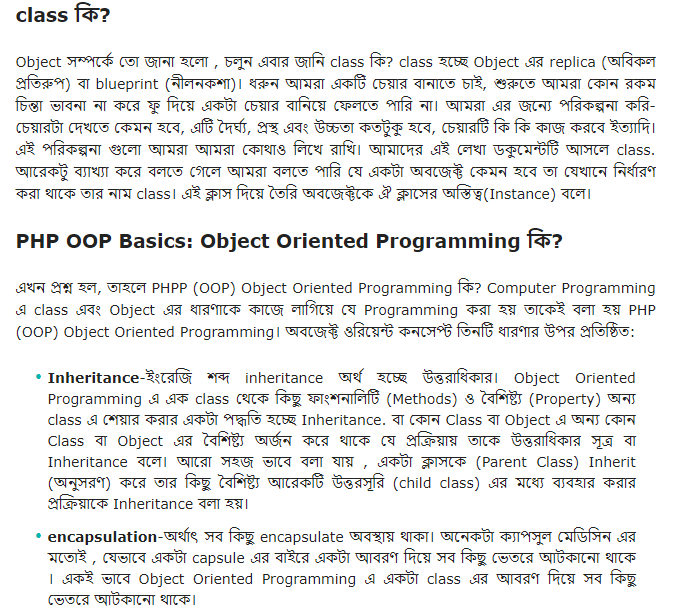 class কি?
Object সম্পর্কে তো জানা হলো , চলুন এবার জানি class কি? class হচ্ছে Object এর replica (অবিকল
প্রতিরুপ) বা blueprint (নীলনকশা)। ধরুন আমরা একটি চেয়ার বানাতে চাই, শুরুতে আমরা কোন রকম
চিন্তা ভাবনা না করে ফু দিয়ে একটা চেয়ার বানিয়ে ফেলতে পারি না। আমরা এর জন্যে পরিকল্পনা করি-
চেয়ারটা দেখতে কেমন হবে, এটি দৈর্ঘ্য, প্রস্থ এবং উচ্চতা কতটুকু হবে, চেয়ারটি কি কি কাজ করবে ইত্যাদি।
এই পরিকল্পনা গুলো আমরা আমরা কোথাও লিখে রাখি। আমাদের এই লেখা ডকুমেন্টটি আসলে class.
আরেকটু ব্যাখ্যা করে বলতে গেলে আমরা বলতে পারি যে একটা অবজেক্ট কেমন হবে তা যেখানে নির্ধারণ
করা থাকে তার নাম class। এই ক্লাস দিয়ে তৈরি অবজেক্টকে ঐ ক্লাসের অস্তিত্ব(Instance) বলে।
PHP OOP Basics: Object Oriented Programming কি?
এখন প্রশ্ন হল, তাহলে PHPP (OOP) Object Oriented Programming কি? Computer Programming
এ class এবং Object এর ধারণাকে কাজে লাগিয়ে যে Programming করা হয় তাকেই বলা হয় PHP
(OOP) Object Oriented Programming। অবজেক্ট ওরিয়েন্ট কনসেপ্ট তিনটি ধারণার উপর প্রতিষ্ঠিত:
• Inheritance-ইংরেজি শব্দ inheritance অর্থ হচ্ছে উত্তরাধিকার। Object Oriented
Programming এ এক class থেকে কিছু ফাংশনালিটি (Methods) ও বৈশিষ্ট্য (Property) অন্য
class এ শেয়ার করার একটা পদ্ধতি হচ্ছে Inheritance. বা কোন Class বা Object এ অন্য কোন
Class বা Object এর বৈশিষ্ট্য অর্জন করে থাকে যে প্রক্রিয়ায় তাকে উত্তরাধিকার সূত্র বা
Inheritance বলে। আরো সহজ ভাবে বলা যায় , একটা ক্লাসকে (Parent Class) Inherit
(অনুসরণ) করে তার কিছু বৈশিষ্ট্য আরেকটি উত্তরসূরি (child class) এর মধ্যে ব্যবহার করার
প্রক্রিয়াকে Inheritance বলা হয়।
• encapsulation-অর্থাৎ সব কিছু encapsulate অবস্থায় থাকা। অনেকটা ক্যাপসুল মেডিসিন এর
মতোই , যেভাবে একটা capsule এর বাইরে একটা আবরণ দিয়ে সব কিছু ভেতরে আটকানো থাকে
। একই ভাবে Object Oriented Programming এ একটা class এর আবরণ দিয়ে সব কিছু
ভেতরে আটকানো থাকে।